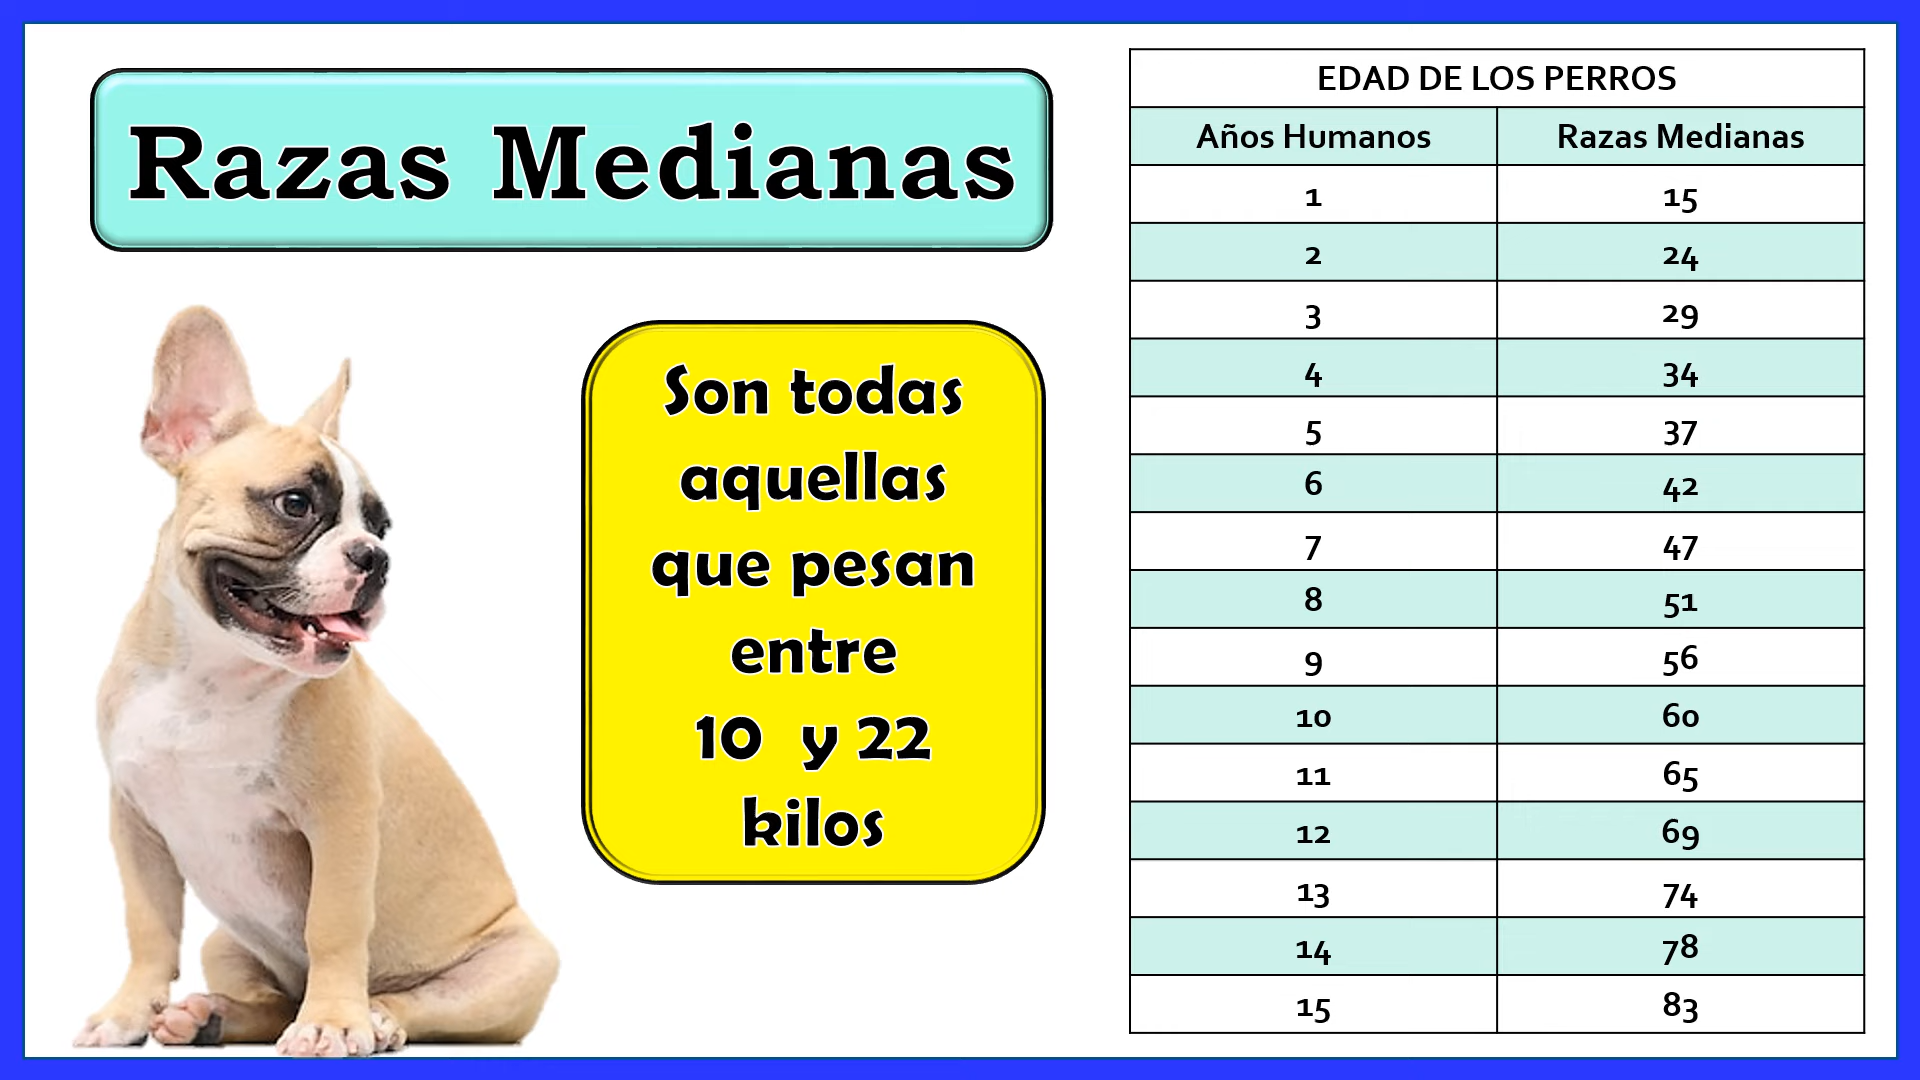 Razas Medianas
Son todas
aquellas
que pesan
entre
10 y 22
kilos
EDAD DE LOS PERROS
Años Humanos Razas Medianas
1 15
2 24
3 29
4 34
5 37
6 42
7 47
8 51
9 56
10 60
11 65
12 69
13 74
14 78
15 83